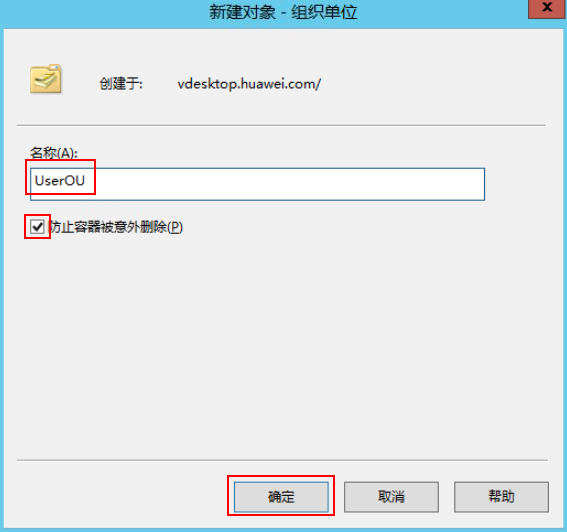 新建对象 - 组织单位
x
创建于: vdesktop.huawei.com/
名称(A):
UserOU
防止容器被意外删除(P)
确定 取消 帮助